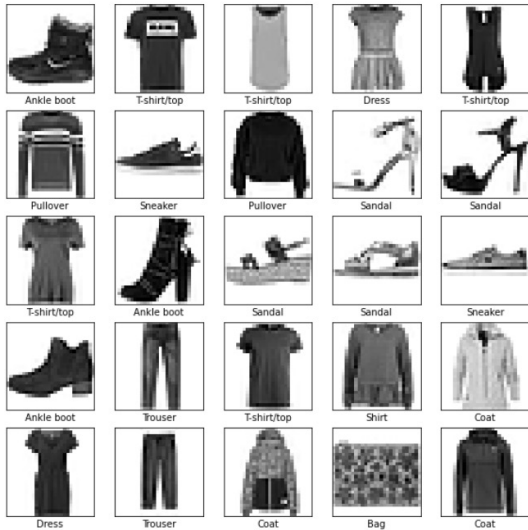 Ankle boot
T-shirt/top
T-shirt/top
Dress
T-shirt/top
Pullover
Sneaker
Pullover
Sandal
Sandal
T-shirt/top
Ankle boot
Sandal
Sandal
Sneaker
Ankle boot
Trouser
T-shirt/top
Shirt
Coat
Dress
Trouser
Coat
Bag
Coat